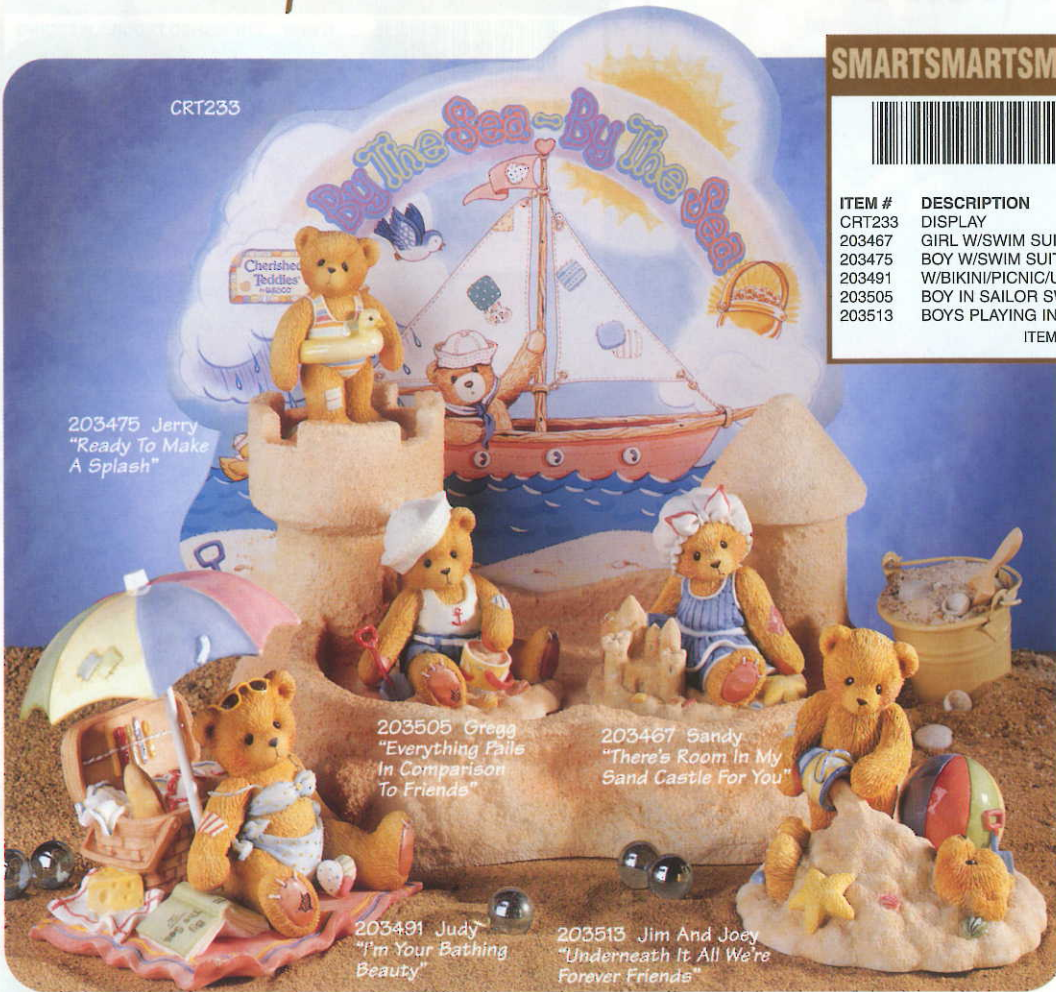 CRT233
By The Sea - By The Sea
Cherished
Teddies
203475 Jerry
"Ready To Make
A Splash"
203505 Gregg
"Everything Pails
In Comparison
To Friends"
203467 Sandy
"There's Room In My
Sand Castle For You"
203491 Judy
"I'm Your Bathing
Beauty"
203513 Jim And Joey
"Underneath It All We're
Forever Friends"
SMARTSMARTSM
ITEM # DESCRIPTION
CRT233 DISPLAY
203467 GIRL W/SWIM SUI
203475 BOY W/SWIM SUIT
203491 W/BIKINI/PICNIC/U
203505 BOY IN SAILOR SW
203513 BOYS PLAYING IN
ITEM